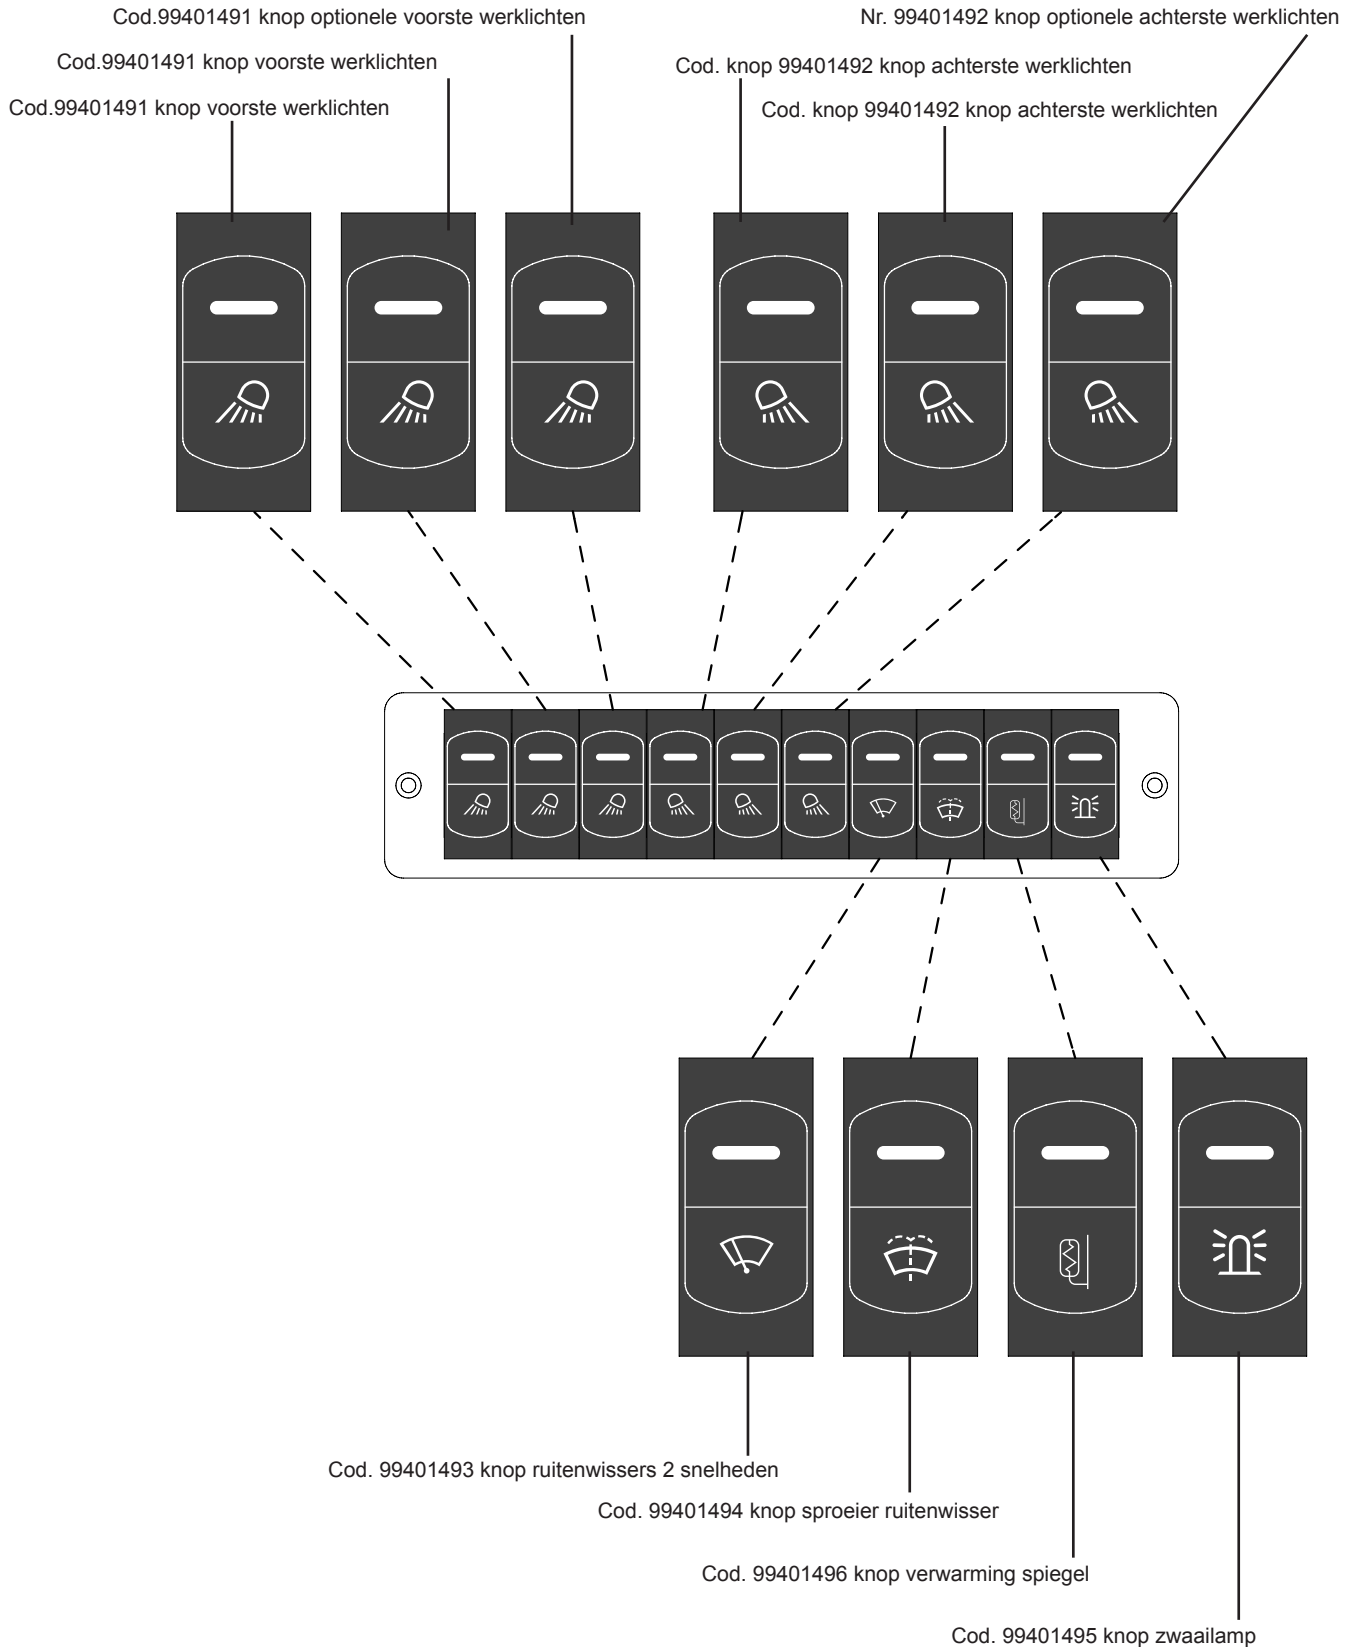 Cod.99401491 knop optionele voorste werklichten
Nr. 99401492 knop optionele achterste werklichten
Cod.99401491 knop voorste werklichten
Cod. knop 99401492 knop achterste werklichten
Cod.99401491 knop voorste werklichten
Cod. knop 99401492 knop achterste werklichten
Cod. 99401493 knop ruitenwissers 2 snelheden
Cod. 99401494 knop sproeier ruitenwisser
Cod. 99401496 knop verwarming spiegel
Cod. 99401495 knop zwaailamp